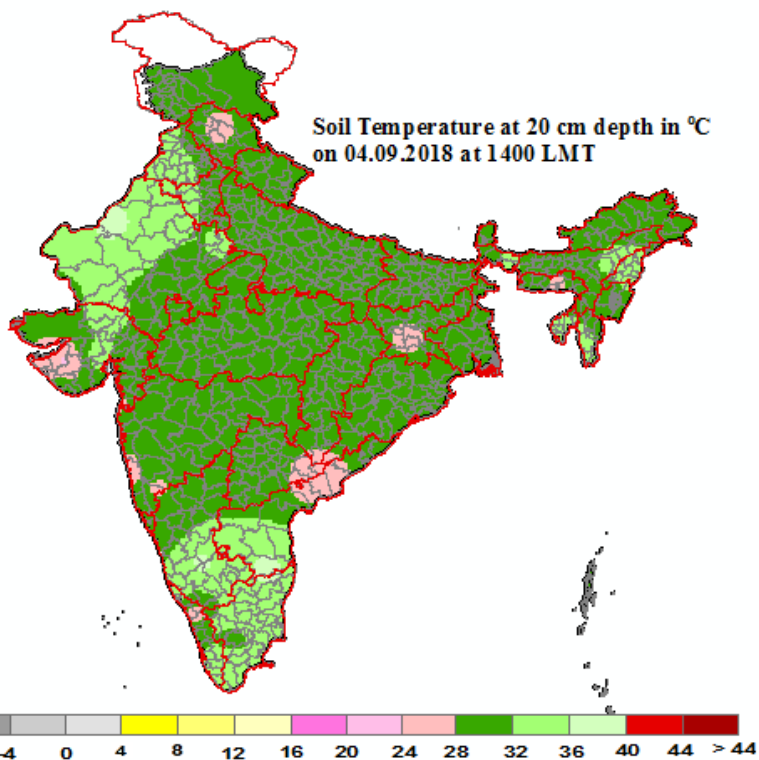 Soil Temperature at 20 cm depth in ⁰C
on 04.09.2018 at 1400 LMT
-4 0 4 8 12 16 20 24 28 32 36 40 44 > 44